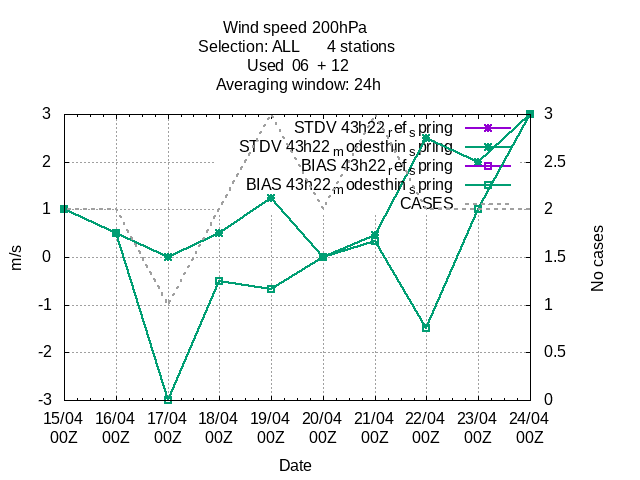 Wind speed 200hPa
Selection: ALL 4 stations
Used 06 + 12
Averaging window: 24h
STDV 43h22_ref_spring
STDV 43h22_modesthin_spring
BIAS 43h22_ref_spring
BIAS 43h22_modesthin_spring
CASES
3
2
1
0
-1
-2
-3
m/s
3
2.5
2
1.5
1
0.5
0
No cases
15/04 16/04 17/04 18/04 19/04 20/04 21/04 22/04 23/04 24/04
00Z 00Z 00Z 00Z 00Z 00Z 00Z 00Z 00Z 00Z
Date